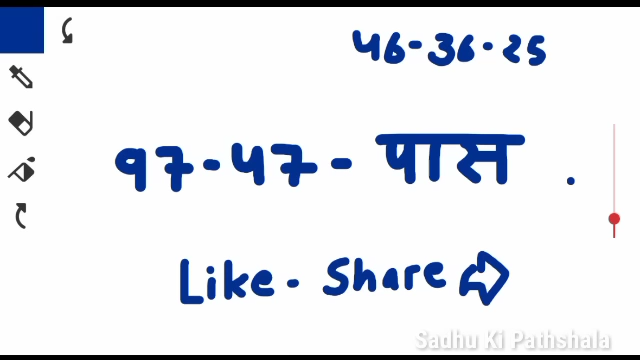 46-36-25
97-47-पास .
Like - Share
Sadhu Ki Pathshala